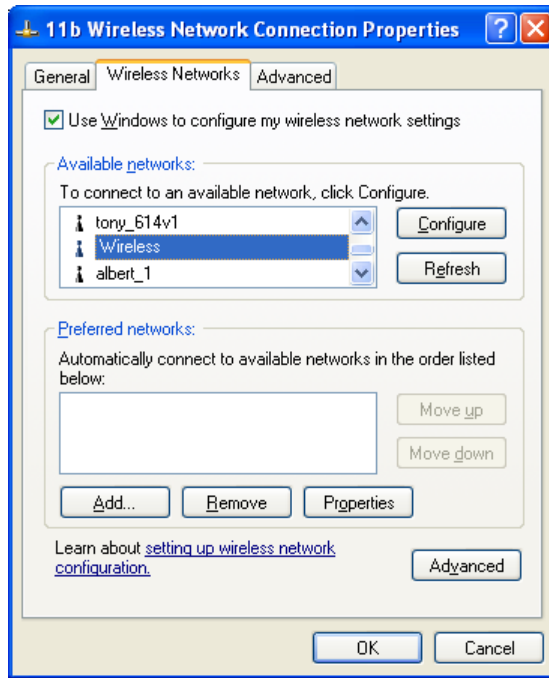 11b Wireless Network Connection Properties
General Wireless Networks Advanced
Use Windows to configure my wireless network settings
Available networks:
To connect to an available network, click Configure.
tony_614v1
Wireless
albert_1
Configure
Refresh
Preferred networks:
Automatically connect to available networks in the order listed
below:
Move up
Move down
Add... Remove Properties
Learn about setting up wireless network
configuration.
Advanced
OK Cancel